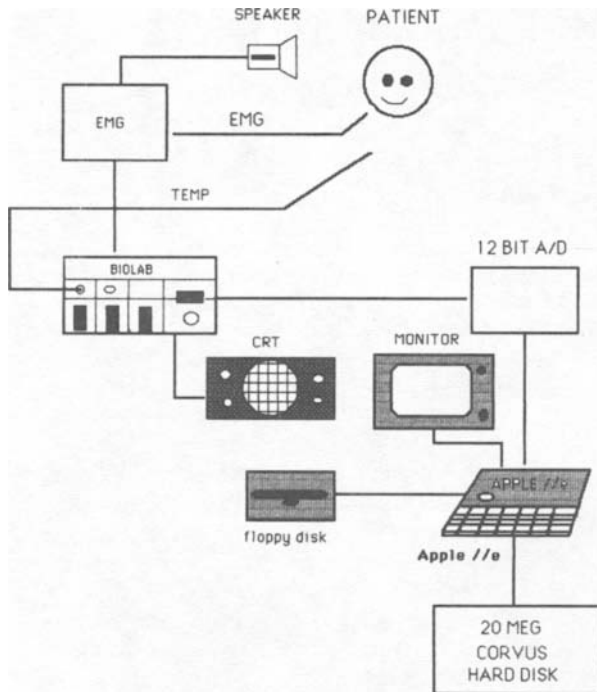 SPEAKER
PATIENT
EMG
EMG
TEMP
BIOLAB
12 BIT A/D
CRT
MONITOR
APPLE //e
floppy disk
Apple //e
20 MEG
CORVUS
HARD DISK